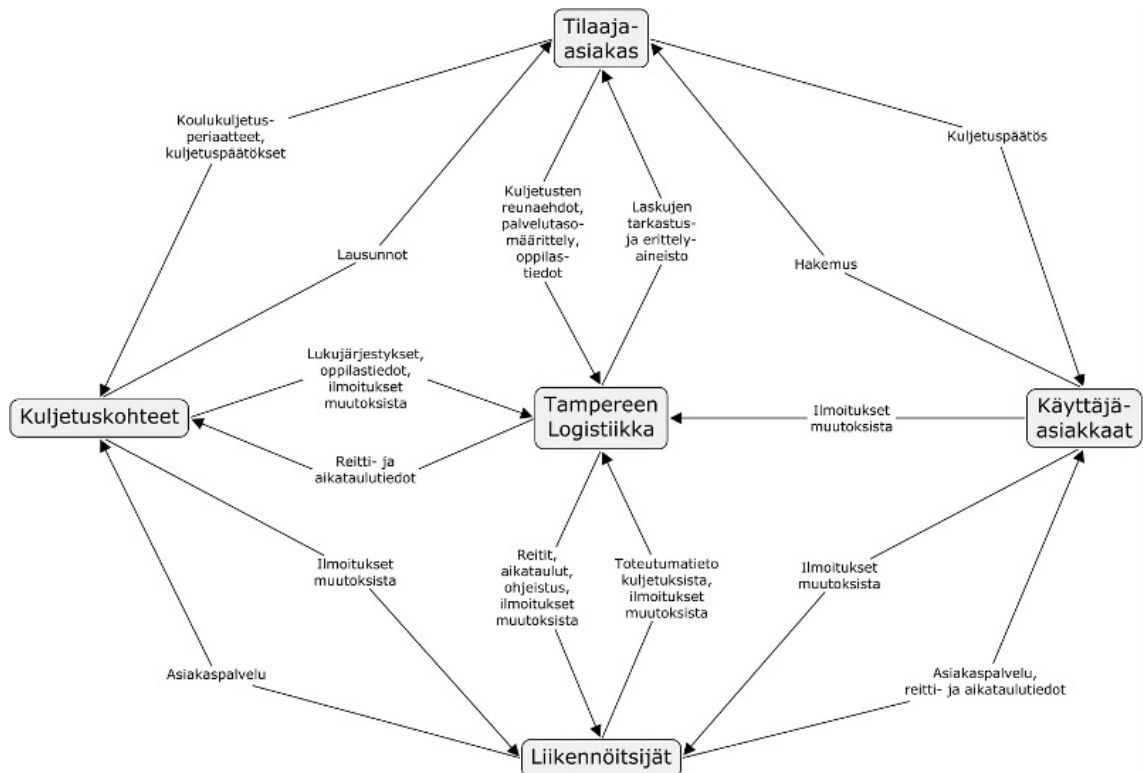 Tilaaja-
asiakas
Koulukuljetus-
periaatteet,
kuljetuspäätökset
Kuljetuspäätös
Kuljetusten
reunaehdot,
palvelutaso-
määrittely,
oppilas-
tiedot
Laskujen
tarkastus-
ja erittely-
aineisto
Lausunnot
Hakemus
Lukujärjestykset,
oppilastiedot,
ilmoitukset
muutoksista
Kuljetuskohteet
Tampereen
Logistiikka
Ilmoitukset
muutoksista
Käyttäjä-
asiakkaat
Reitti- ja
aikataulutiedot
Ilmoitukset
muutoksista
Reitit,
aikataulut,
ohjeistus,
ilmoitukset
muutoksista
Toteutumatieto
kuljetuksista,
ilmoitukset
muutoksista
Ilmoitukset
muutoksista
Asiakaspalvelu
Asiakaspalvelu,
reitti- ja aikataulutiedot
Liikennöitsijät